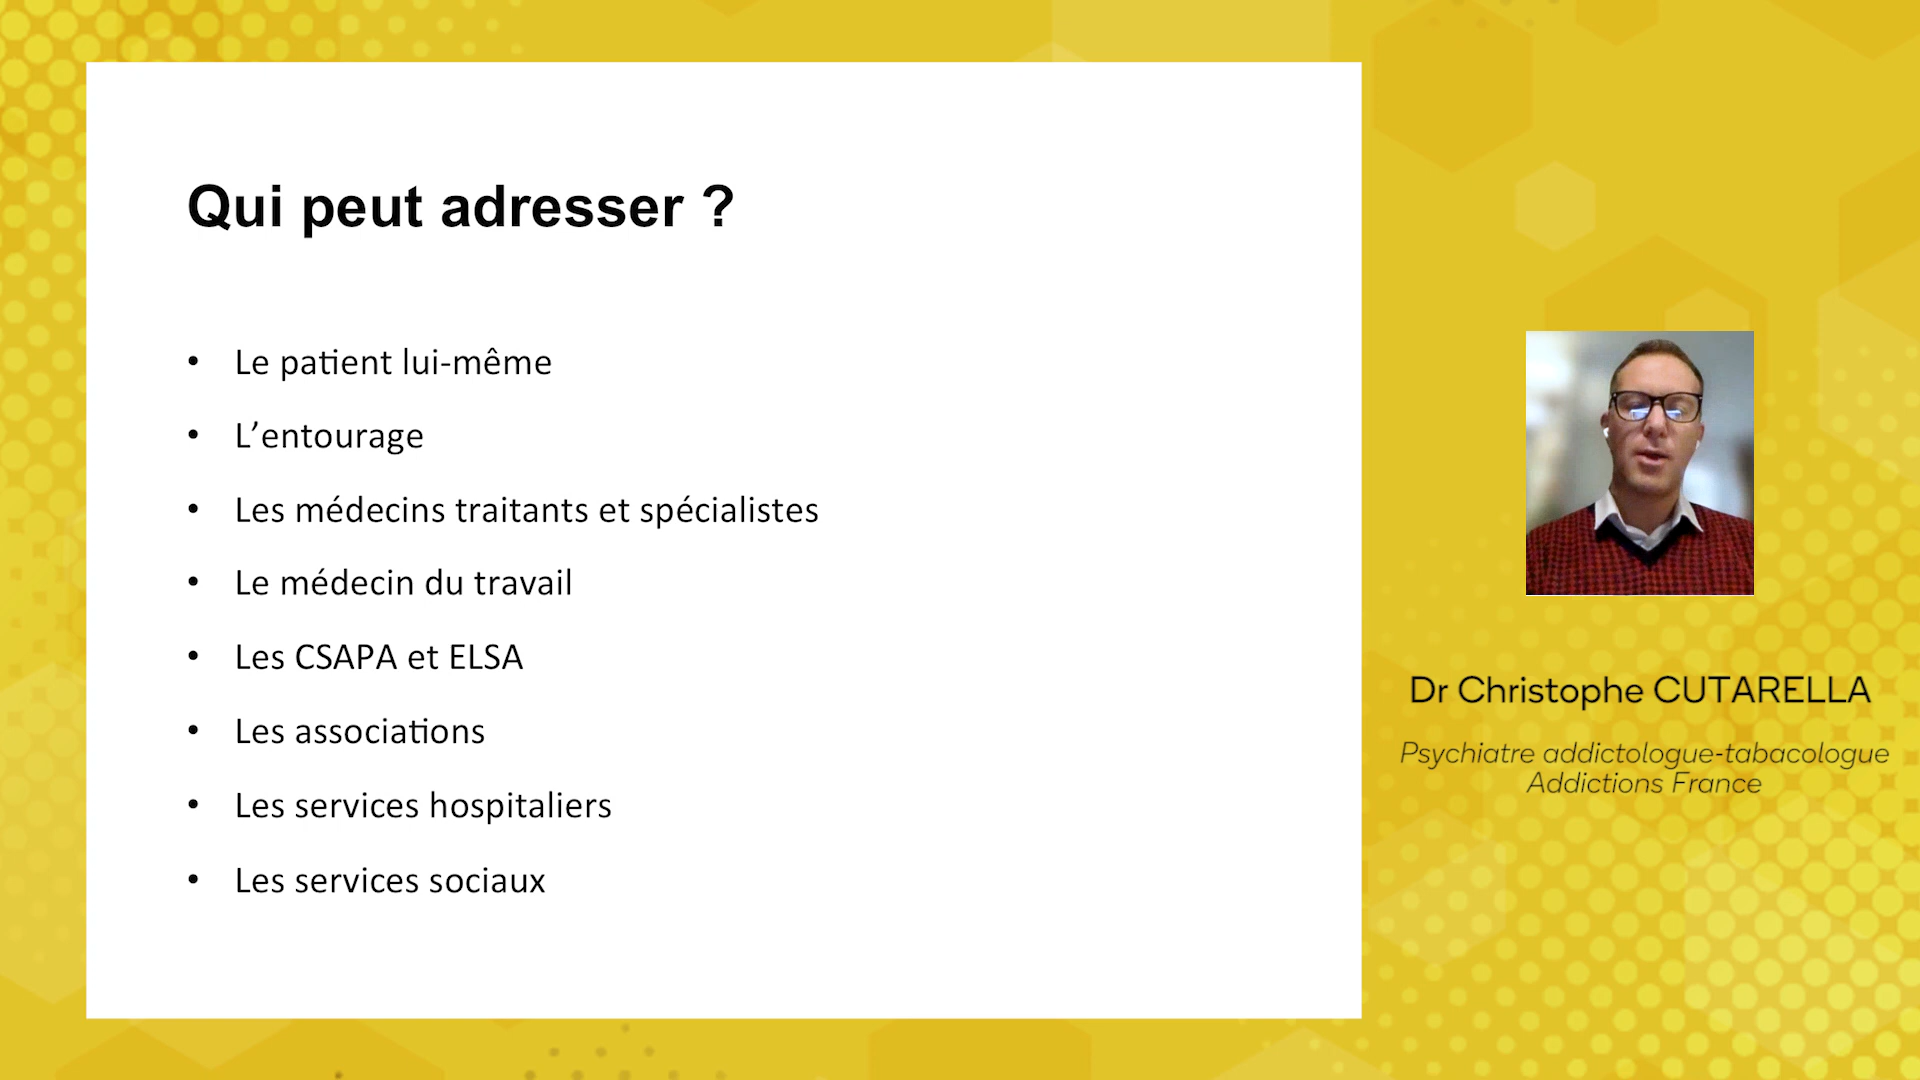 Qui peut adresser ?
• Le patient lui-même
• L’entourage
• Les médecins traitants et spécialistes
• Le médecin du travail
• Les CSAPA et ELSA
• Les associations
• Les services hospitaliers
• Les services sociaux
Dr Christophe CUTARELLA
Psychiatre addictologue-tabacologue
Addictions France